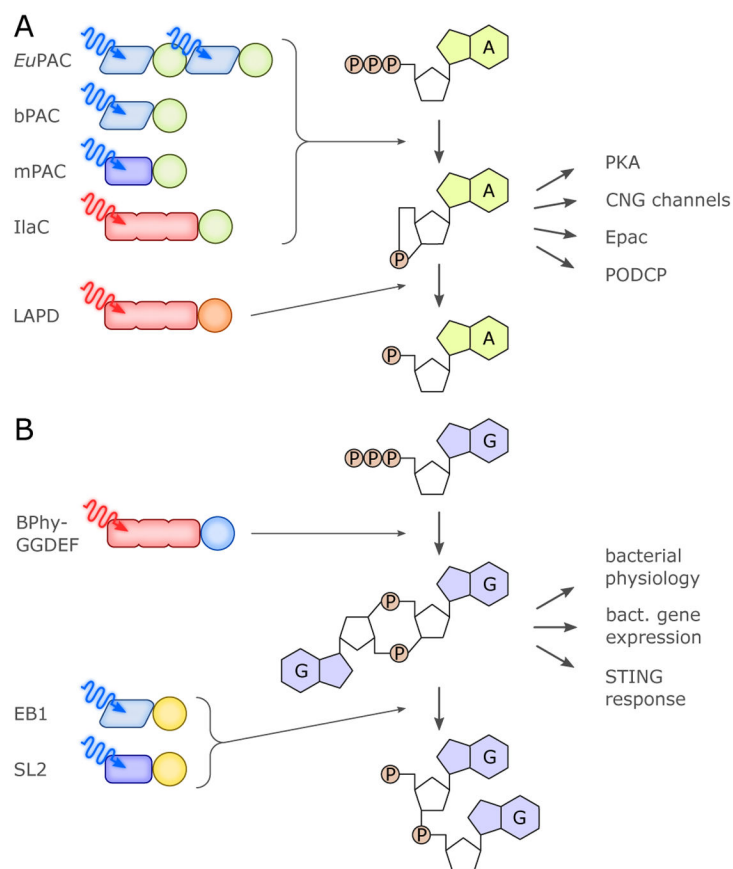 A
EuPAC
bPAC
mPAC
IlaC
LAPD
PPP
A
P
A
P
A
PKA
CNG channels
Epac
PODCP
B
BPhy-
GGDEF
EB1
SL2
PPP
G
P
G
P
G
P
G
P
G
bacterial
physiology
bact. gene
expression
STING
response